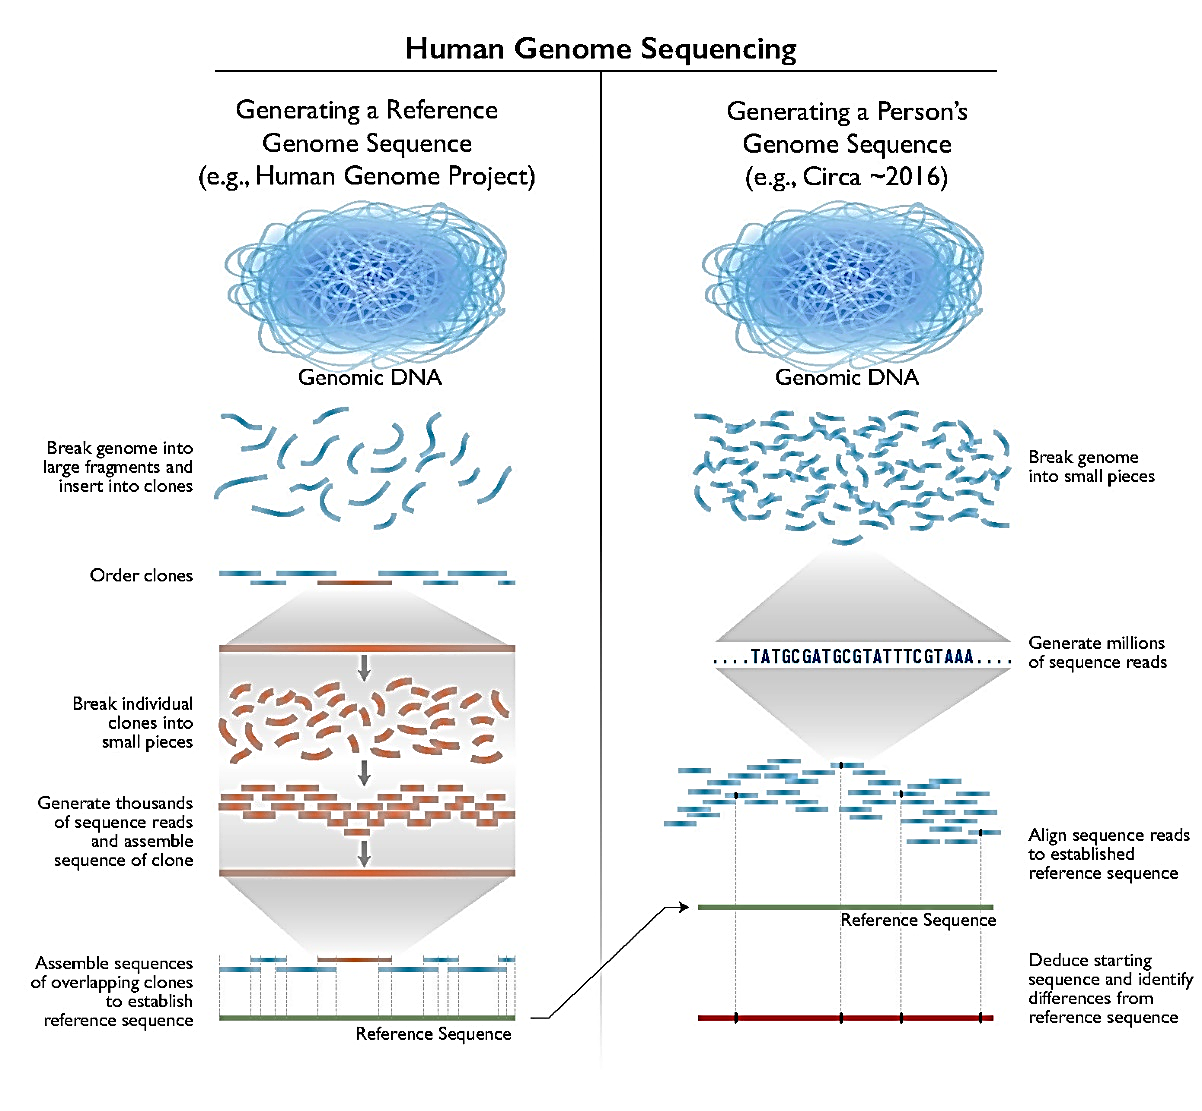 Human Genome Sequencing
Generating a Reference
Genome Sequence
(e.g., Human Genome Project)
Genomic DNA
Break genome into
large fragments and
insert into clones
Order clones
Break individual
clones into
small pieces
Generate thousands
of sequence reads
and assemble
sequence of clone
Assemble sequences
of overlapping clones
to establish
reference sequence
Reference Sequence
Generating a Person's
Genome Sequence
(e.g., Circa ~2016)
Genomic DNA
Break genome
into small pieces
Generate millions
of sequence reads
....TATGCGATGCGTATTTCGTAAA....
Align sequence reads
to established
reference sequence
Reference Sequence
Deduce starting
sequence and identify
differences from
reference sequence